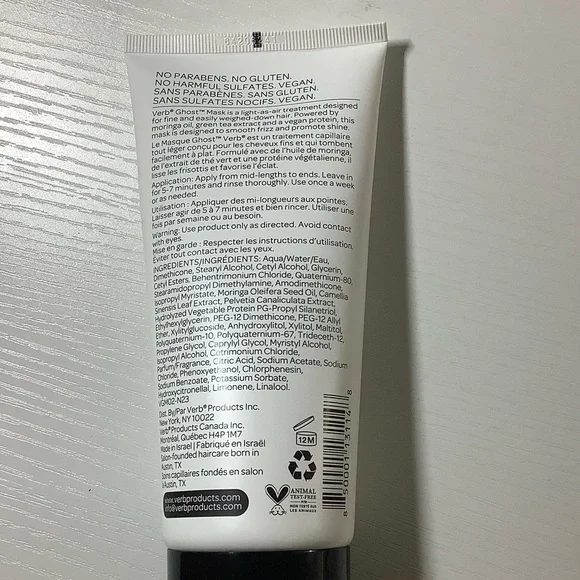 NO PARABENS. NO GLUTEN.
NO HARMFUL SULFATES. VEGAN.
SANS PARABÈNES. SANS GLUTEN.
SANS SULFATES NOCIFS. VEGAN.
Verb® Ghost™ Mask is a light-as-air treatment designed
for fine and easily weighed-down hair. Powered by
moringa oil, green tea extract and a vegan protein, this
mask is designed to smooth frizz and promote shine.
Le Masque Ghost™ Verb® est un traitement capillaire
tout léger conçu pour les cheveux fins et qui tombent
facilement à plat. Formulé avec de l'huile de moringa,
de l'extrait de thé vert et une protéine végétalienne, il
lisse les frisottis et favorise l'éclat.
Application: Apply from mid-lengths to ends. Leave in
for 5-7 minutes and rinse thoroughly. Use once a week
or as needed.
Utilisation : Appliquer des mi-longueurs aux pointes.
Laisser agir de 5 à 7 minutes et bien rincer. Utiliser une
fois par semaine ou au besoin.
Warning: Use product only as directed. Avoid contact
with eyes.
Mise en garde : Respecter les instructions d'utilisation.
Éviter tout contact avec les yeux.
INGREDIENTS/INGRÉDIENTS: Aqua/Water/Eau,
Dimethicone, Stearyl Alcohol, Cetyl Alcohol, Glycerin,
Cetyl Esters, Behentrimonium Chloride, Quaternium-80,
Stearamidopropyl Dimethylamine, Amodimethicone,
Isopropyl Myristate, Moringa Oleifera Seed Oil, Camellia
Sinensis Leaf Extract, Pelvetia Canaliculata Extract,
Hydrolyzed Vegetable Protein PG-Propyl Silanetriol,
Ethylhexylglycerin, PEG-12 Dimethicone, PEG-12 Allyl
Ether, Xylitylglucoside, Anhydroxylitol, Xylitol, Maltitol,
Polyquaternium-10, Polyquaternium-67, Trideceth-12,
Propylene Glycol, Caprylyl Glycol, Myristyl Alcohol,
Isopropyl Alcohol, Cetrimonium Chloride,
Parfum/Fragrance, Citric Acid, Sodium Acetate, Sodium
Chloride, Phenoxyethanol, Chlorphenesin,
Sodium Benzoate, Potassium Sorbate,
Hydroxycitronellal, Limonene, Linalool.
VGM02-N23
Dist. By/Par Verb® Products Inc.
New York, NY 10022
Verb® Products Canada Inc.
Montréal, Québec H4P 1M7
Made in Israel | Fabriqué en Israël
Salon-founded haircare born in
Austin, TX
Soins capillaires fondés en salon
à Austin, TX
www.verbproducts.com
info@verbproducts.com
12M
ANIMAL
TEST-FREE
NON TESTÉ SUR
LES ANIMAUX
8 50001 13114 8